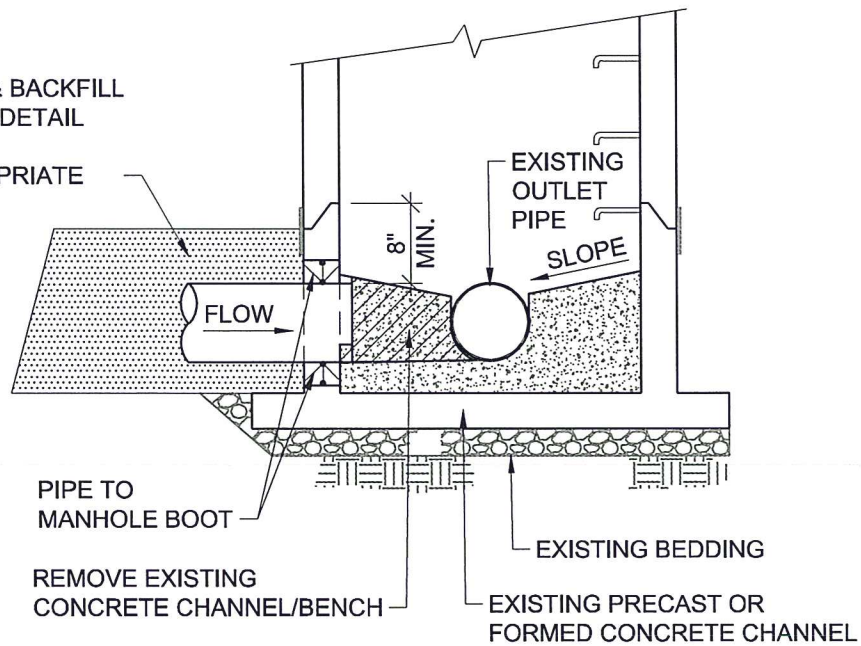 & BACKFILL
DETAIL
PRIATE
EXISTING
OUTLET
PIPE
8"
MIN.
SLOPE
FLOW
PIPE TO
MANHOLE BOOT
EXISTING BEDDING
REMOVE EXISTING
CONCRETE CHANNEL/BENCH
EXISTING PRECAST OR
FORMED CONCRETE CHANNEL